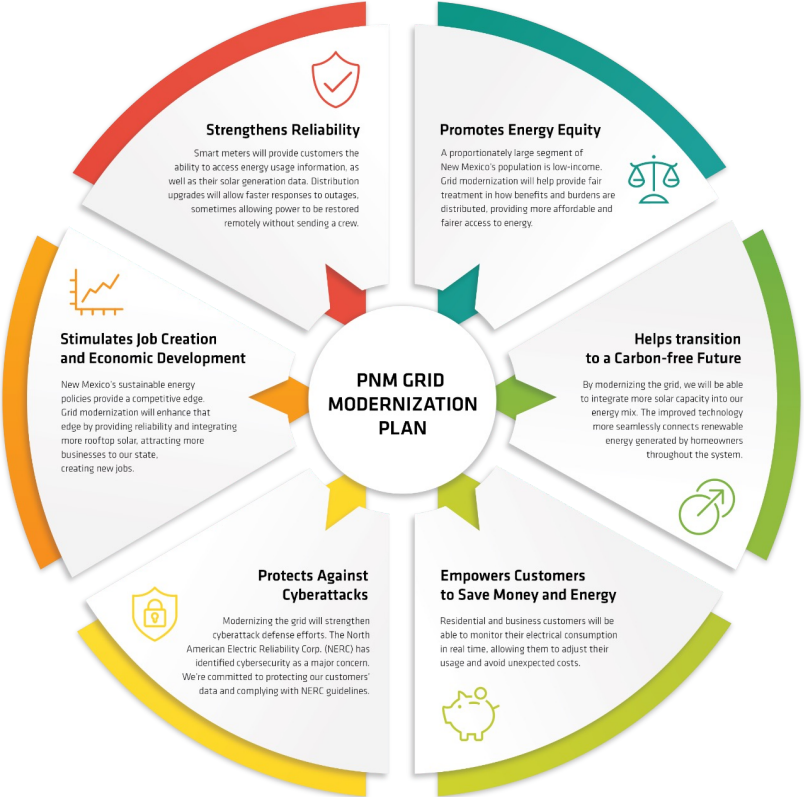 Strengthens Reliability
Smart meters will provide customers the
ability to access energy usage information, as
well as their solar generation data. Distribution
upgrades will allow faster responses to outages,
sometimes allowing power to be restored
remotely without sending a crew.
Promotes Energy Equity
A proportionately large segment of
New Mexico's population is low-income.
Grid modernization will help provide fair
treatment in how benefits and burdens are
distributed, providing more affordable and
fairer access to energy.
Stimulates Job Creation
and Economic Development
New Mexico's sustainable energy
policies provide a competitive edge.
Grid modernization will enhance that
edge by providing reliability and integrating
more rooftop solar, attracting more
businesses to our state,
creating new jobs.
PNM GRID
MODERNIZATION
PLAN
Helps transition
to a Carbon-free Future
By modernizing the grid, we will be able
to integrate more solar capacity into our
energy mix. The improved technology
more seamlessly connects renewable
energy generated by homeowners
throughout the system.
Protects Against
Cyberattacks
Modernizing the grid will strengthen
cyberattack defense efforts. The North
American Electric Reliability Corp. (NERC) has
identified cybersecurity as a major concern.
We're committed to protecting our customers'
data and complying with NERC guidelines.
Empowers Customers
to Save Money and Energy
Residential and business customers will be
able to monitor their electrical consumption
in real time, allowing them to adjust their
usage and avoid unexpected costs.